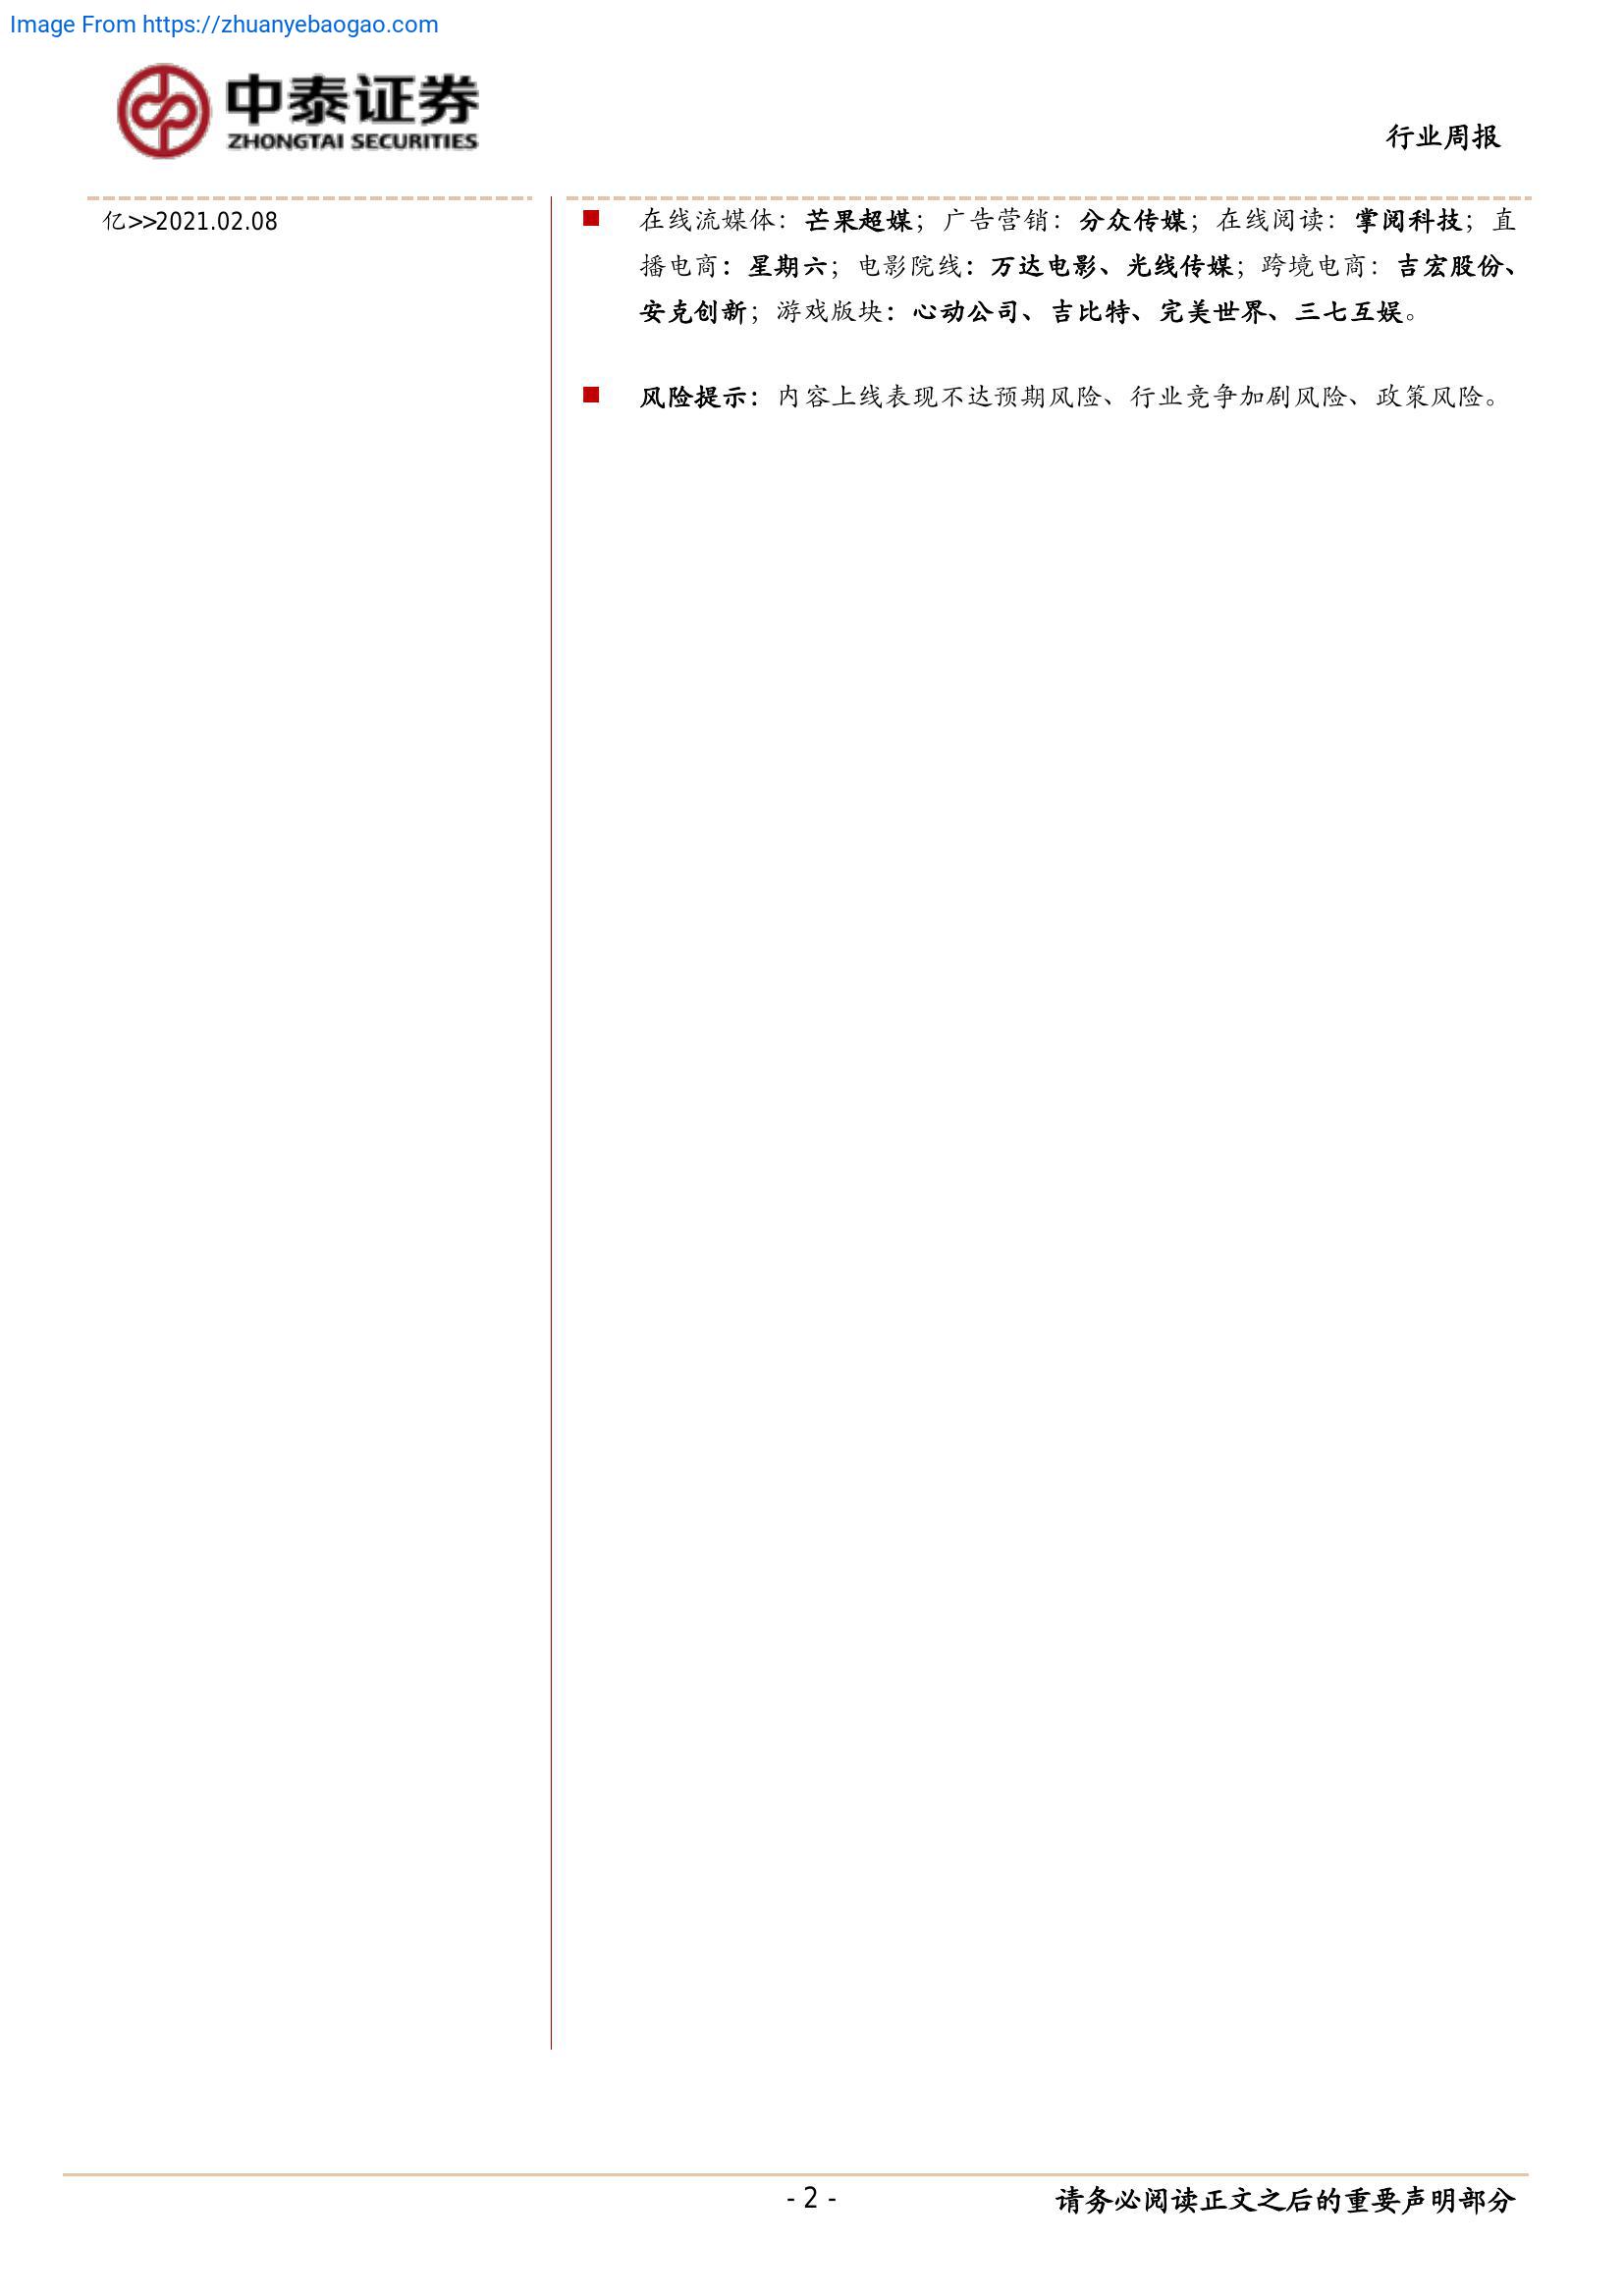 Image From https://zhuanyebaogao.com
中泰证券
ZHONGTAI SECURITIES
行业周报
亿>>2021.02.08
■ 在线流媒体：芒果超媒；广告营销：分众传媒；在线阅读：掌阅科技；直
播电商：星期六；电影院线：万达电影、光线传媒；跨境电商：吉宏股份、
安克创新；游戏版块：心动公司、吉比特、完美世界、三七互娱。
■ 风险提示：内容上线表现不达预期风险、行业竞争加剧风险、政策风险。
- 2 -
请务必阅读正文之后的重要声明部分